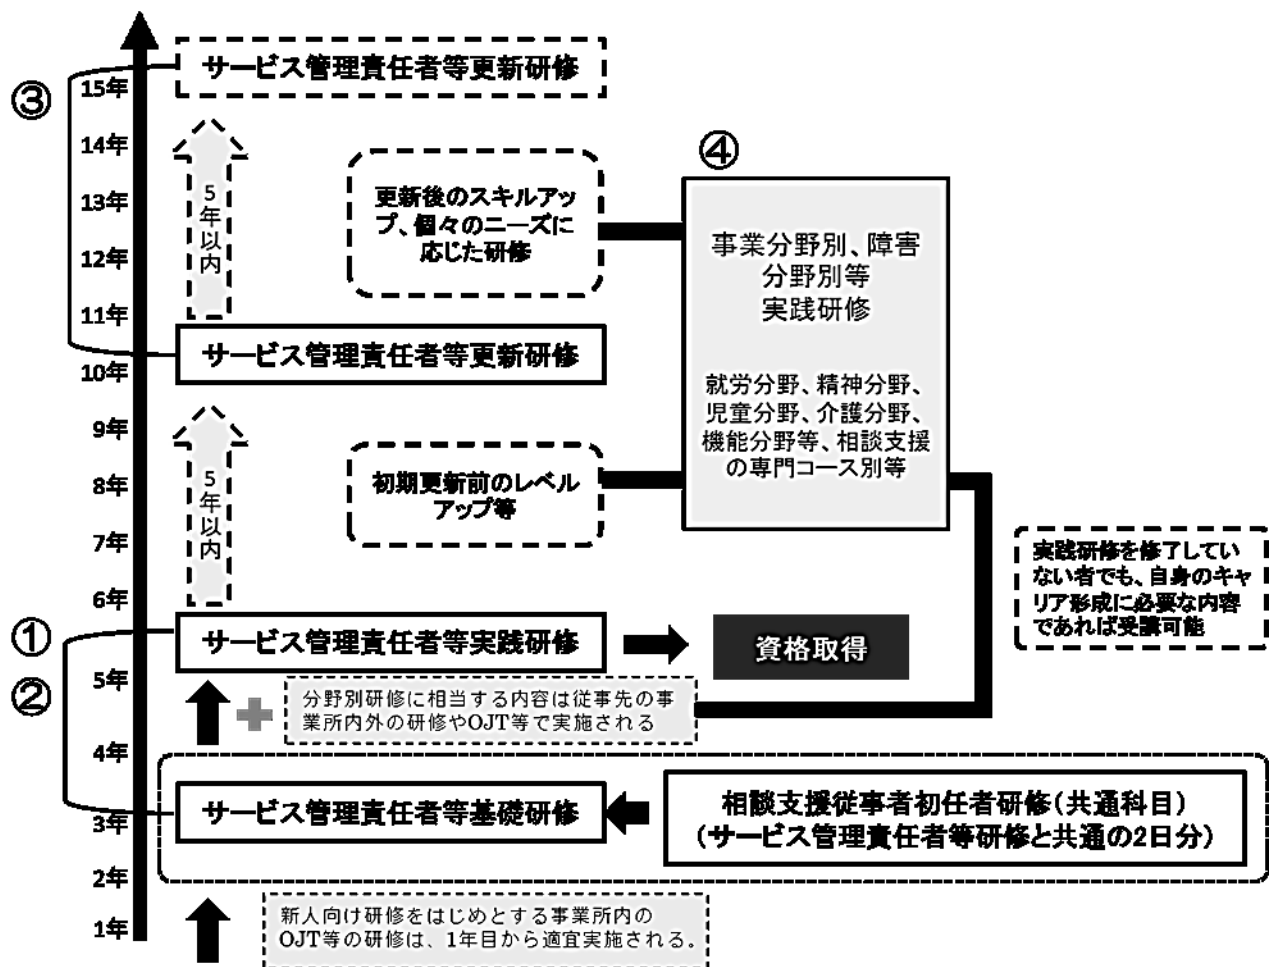 サービス管理責任者等更新研修
③
15年
14年
13年
12年
11年
10年
9年
8年
7年
6年
5年
4年
3年
2年
1年
5年以内
更新後のスキルアッ
プ、個々のニーズに
応じた研修
④
事業分野別、障害
分野別等
実践研修
就労分野、精神分野、
児童分野、介護分野、
機能分野等、相談支援
の専門コース別等
サービス管理責任者等更新研修
5年以内
初期更新前のレベル
アップ等
実践研修を修了してい
ない者でも、自身のキャ
リア形成に必要な内容
であれば受講可能
①
サービス管理責任者等実践研修
資格取得
②
分野別研修に相当する内容は従事先の事
業所内外の研修やOJT等で実施される
サービス管理責任者等基礎研修
相談支援従事者初任者研修(共通科目)
(サービス管理責任者等研修と共通の2日分)
新人向け研修をはじめとする事業所内の
OJT等の研修は、1年目から適宜実施される。